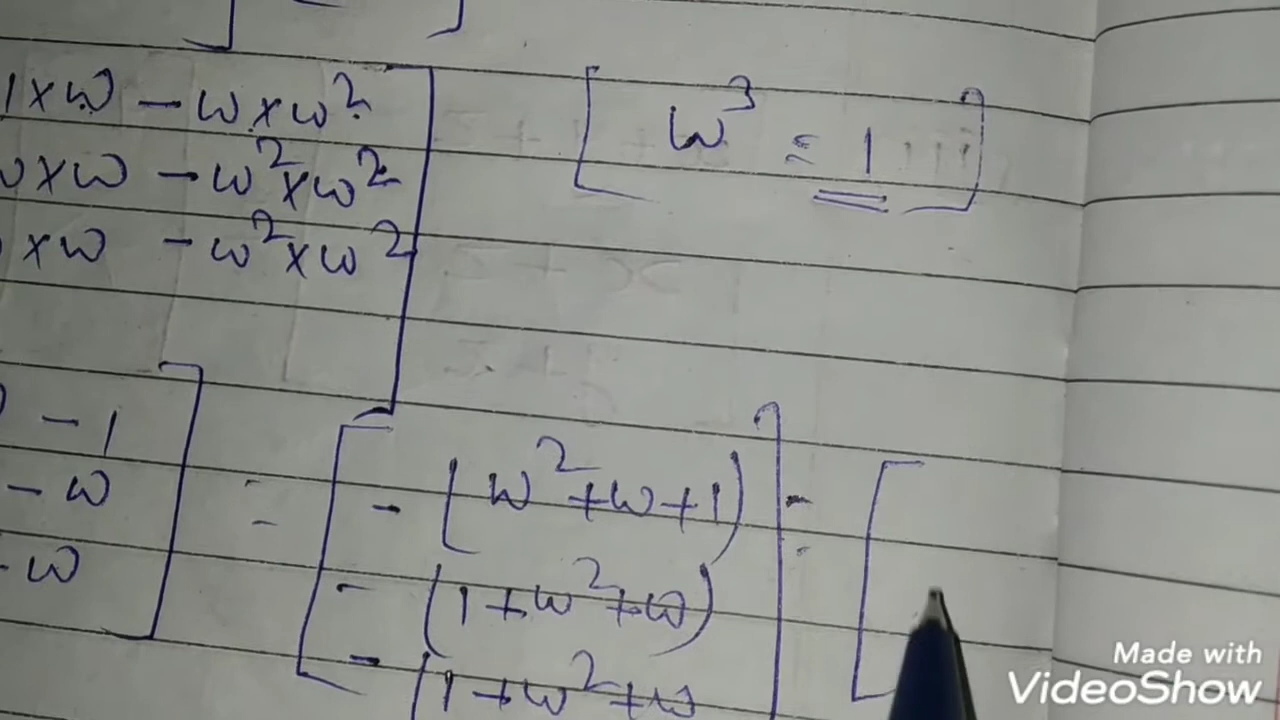 1×ω − ω×ω²
×ω − ω²×ω²
×ω − ω²×ω²
[ ω³ = 1 ]
− 1
− ω
− ω
= [ − (ω² + ω + 1) ] = [
− (1 + ω² + ω)
− (1 + ω² + ω
Made with
VideoShow